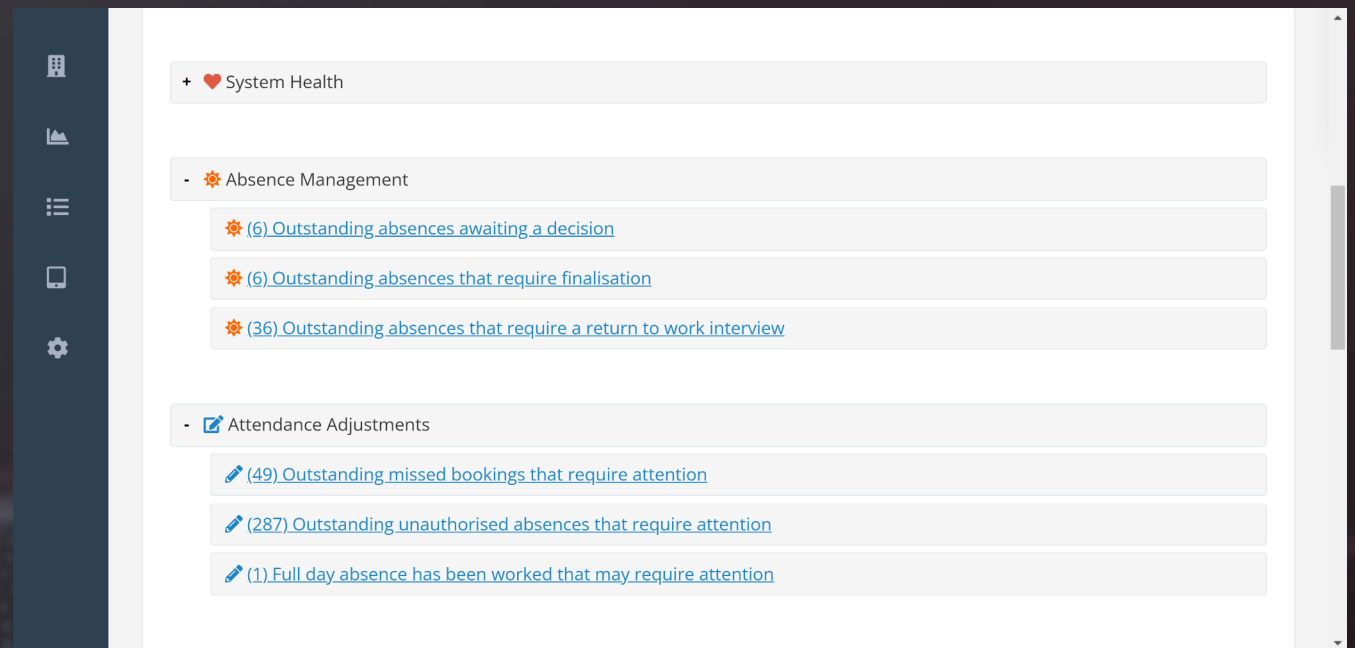 + System Health
- Absence Management
(6) Outstanding absences awaiting a decision
(6) Outstanding absences that require finalisation
(36) Outstanding absences that require a return to work interview
- Attendance Adjustments
(49) Outstanding missed bookings that require attention
(287) Outstanding unauthorised absences that require attention
(1) Full day absence has been worked that may require attention